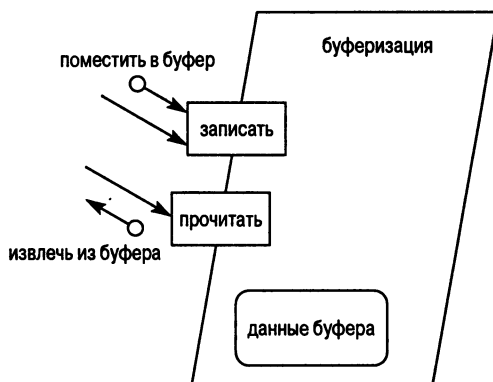 буферизация
поместить в буфер
записать
прочитать
извлечь из буфера
данные буфера